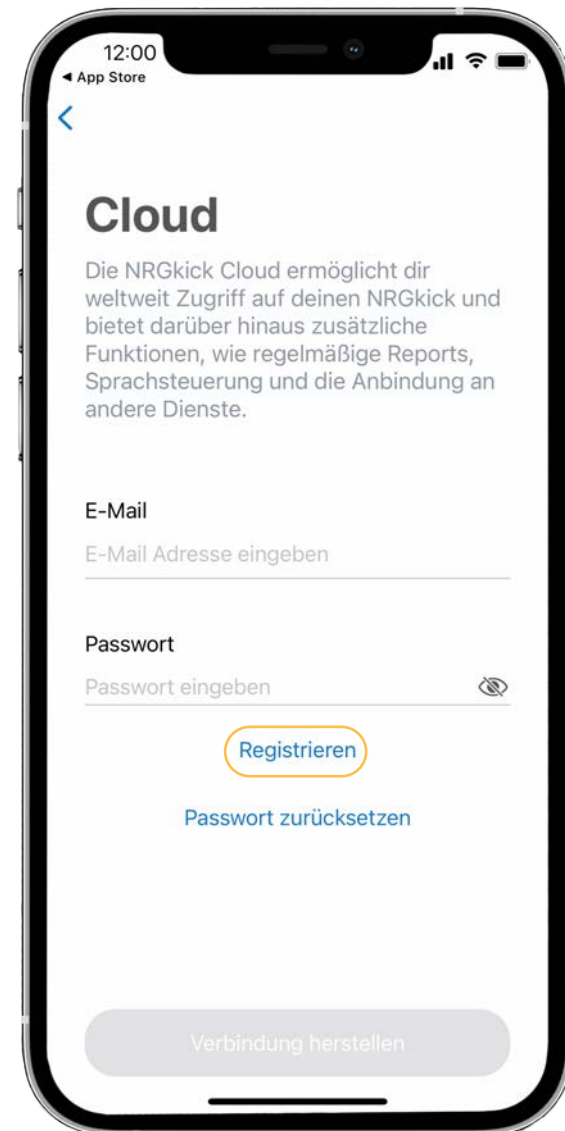 12:00
◀ App Store
Cloud
Die NRGkick Cloud ermöglicht dir
weltweit Zugriff auf deinen NRGkick und
bietet darüber hinaus zusätzliche
Funktionen, wie regelmäßige Reports,
Sprachsteuerung und die Anbindung an
andere Dienste.
E-Mail
E-Mail Adresse eingeben
Passwort
Passwort eingeben
Registrieren
Passwort zurücksetzen
Verbindung herstellen